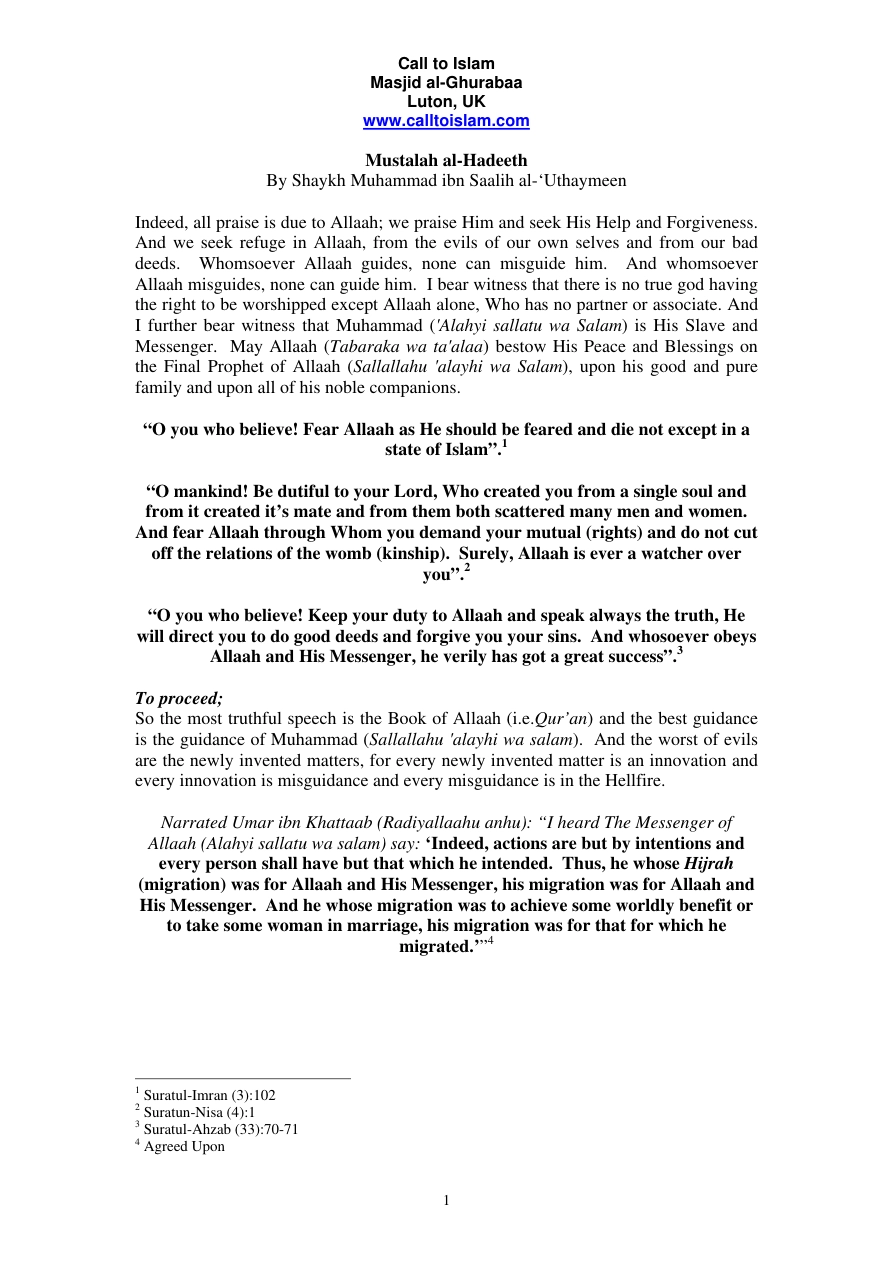 Call to Islam
Masjid al-Ghurabaa
Luton, UK
www.calltoislam.com
Mustalah al-Hadeeth
By Shaykh Muhammad ibn Saalih al-‘Uthaymeen
Indeed, all praise is due to Allaah; we praise Him and seek His Help and Forgiveness.
And we seek refuge in Allaah, from the evils of our own selves and from our bad
deeds.  Whomsoever Allaah guides, none can misguide him.  And whomsoever
Allaah misguides, none can guide him.  I bear witness that there is no true god having
the right to be worshipped except Allaah alone, Who has no partner or associate. And
I further bear witness that Muhammad ('Alahyi sallatu wa Salam) is His Slave and
Messenger.  May Allaah (Tabaraka wa ta'alaa) bestow His Peace and Blessings on
the Final Prophet of Allaah (Sallallahu 'alayhi wa Salam), upon his good and pure
family and upon all of his noble companions.
“O you who believe! Fear Allaah as He should be feared and die not except in a
state of Islam”.1
“O mankind! Be dutiful to your Lord, Who created you from a single soul and
from it created it’s mate and from them both scattered many men and women.
And fear Allaah through Whom you demand your mutual (rights) and do not cut
off the relations of the womb (kinship).  Surely, Allaah is ever a watcher over
you”.2
“O you who believe! Keep your duty to Allaah and speak always the truth, He
will direct you to do good deeds and forgive you your sins.  And whosoever obeys
Allaah and His Messenger, he verily has got a great success”.3
To proceed;
So the most truthful speech is the Book of Allaah (i.e.Qur’an) and the best guidance
is the guidance of Muhammad (Sallallahu 'alayhi wa salam).  And the worst of evils
are the newly invented matters, for every newly invented matter is an innovation and
every innovation is misguidance and every misguidance is in the Hellfire.
Narrated Umar ibn Khattaab (Radiyallaahu anhu): “I heard The Messenger of
Allaah (Alahyi sallatu wa salam) say: ‘Indeed, actions are but by intentions and
every person shall have but that which he intended.  Thus, he whose Hijrah
(migration) was for Allaah and His Messenger, his migration was for Allaah and
His Messenger.  And he whose migration was to achieve some worldly benefit or
to take some woman in marriage, his migration was for that for which he
migrated.’”4
1 Suratul-Imran (3):102
2 Suratun-Nisa (4):1
3 Suratul-Ahzab (33):70-71
4 Agreed Upon
1